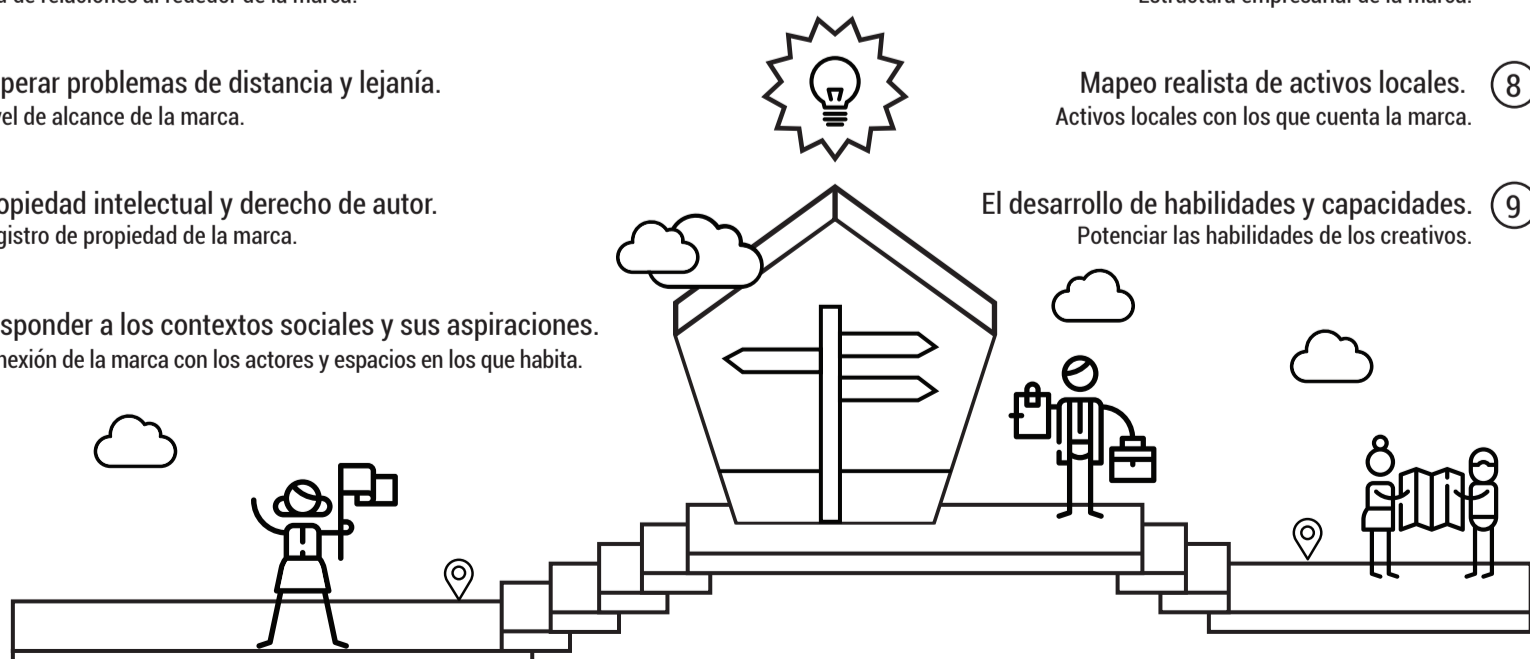 de relaciones al rededor de la marca.
perar problemas de distancia y lejanía.
vel de alcance de la marca.
opiedad intelectual y derecho de autor.
gistro de propiedad de la marca.
sponder a los contextos sociales y sus aspiraciones.
nexión de la marca con los actores y espacios en los que habita.
Estructura empresarial de la marca.
Mapeo realista de activos locales. 8
Activos locales con los que cuenta la marca.
El desarrollo de habilidades y capacidades. 9
Potenciar las habilidades de los creativos.